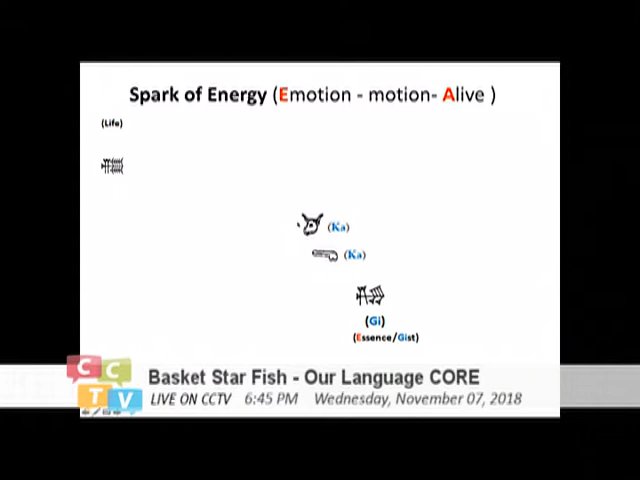 Spark of Energy (Emotion - motion- Alive )
(Life)
(Ka)
(Ka)
(Gi)
(Essence/Gist)
CCTV
Basket Star Fish - Our Language CORE
LIVE ON CCTV 6:45 PM Wednesday, November 07, 2018